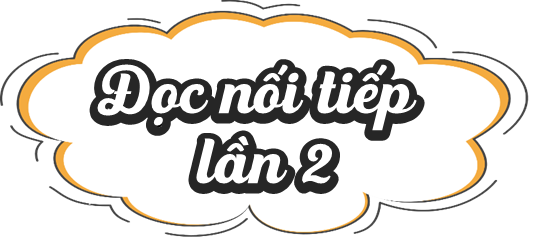 Đọc nối tiếp
lần 2